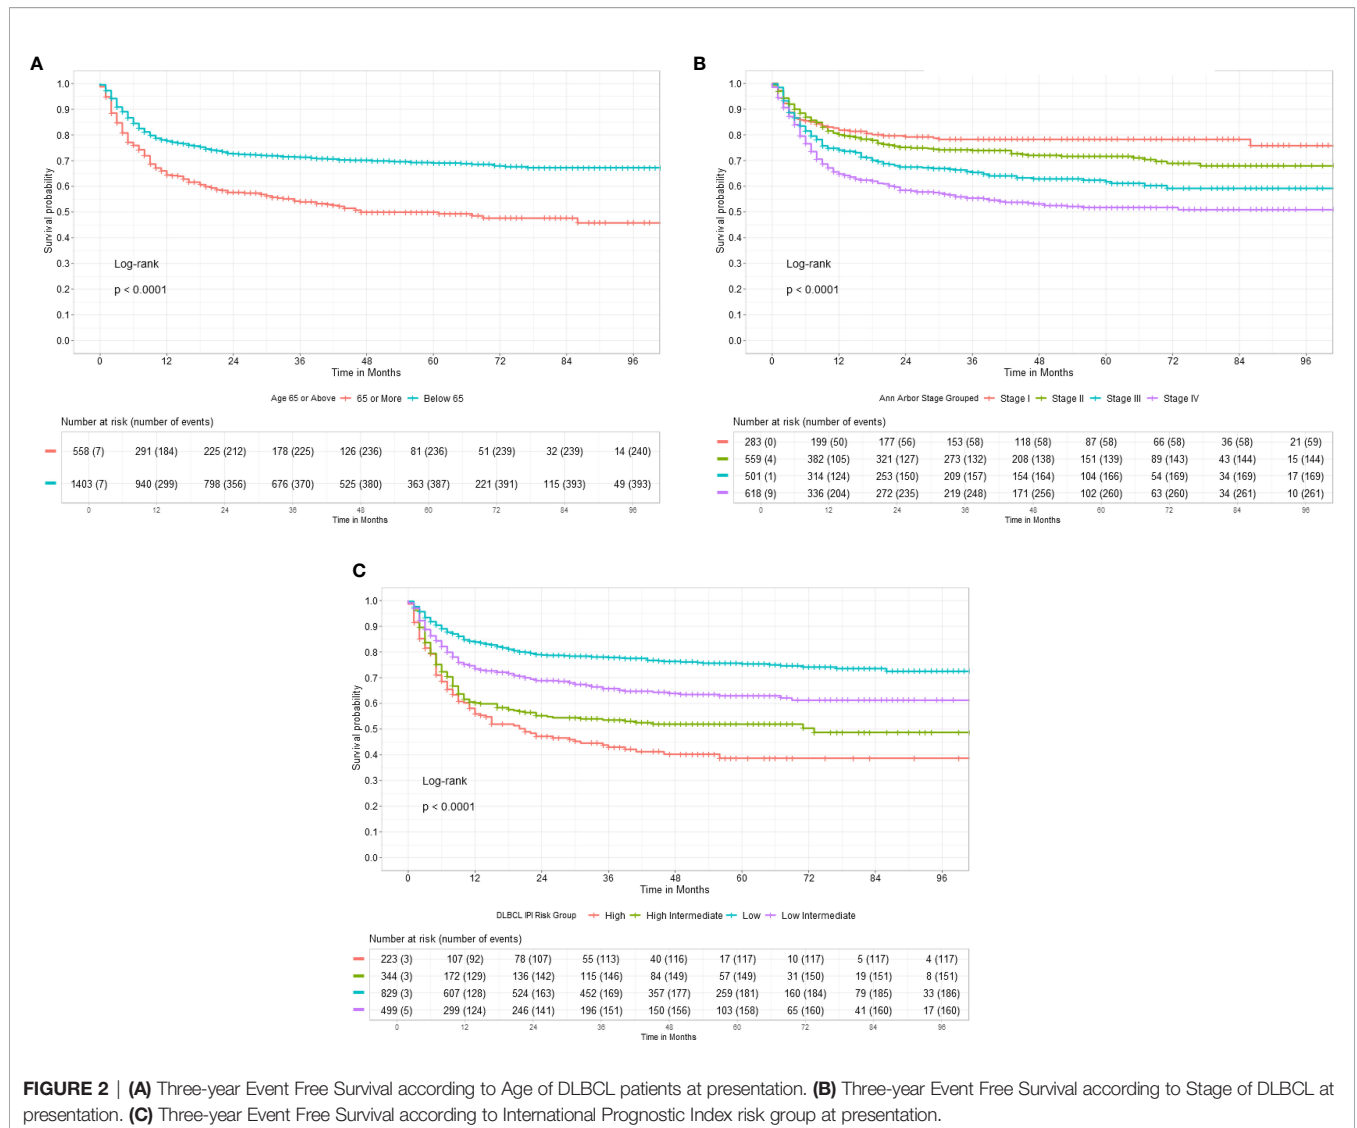 A
1.0
0.9
0.8
0.7
0.6
0.5
0.4
0.3
0.2
0.1
0.0
Survival probability
Log-rank
p < 0.0001
0 12 24 36 48 60 72 84 96
Time in Months
Age 65 or Above 65 or More Below 65
Number at risk (number of events)
558 (7) 291 (184) 225 (212) 178 (225) 126 (236) 81 (236) 51 (239) 32 (239) 14 (240)
1403 (7) 940 (299) 798 (356) 676 (370) 525 (380) 363 (387) 221 (391) 115 (393) 49 (393)
0 12 24 36 48 60 72 84 96
Time in Months
B
1.0
0.9
0.8
0.7
0.6
0.5
0.4
0.3
0.2
0.1
0.0
Survival probability
Log-rank
p < 0.0001
0 12 24 36 48 60 72 84 96
Time in Months
Ann Arbor Stage Grouped Stage I Stage II Stage III Stage IV
Number at risk (number of events)
283 (0) 199 (50) 177 (56) 153 (58) 118 (58) 87 (58) 66 (58) 36 (58) 21 (59)
559 (4) 382 (105) 321 (127) 273 (132) 208 (138) 151 (139) 89 (143) 43 (144) 15 (144)
501 (1) 314 (124) 253 (150) 209 (157) 154 (164) 104 (166) 54 (169) 34 (169) 17 (169)
618 (9) 336 (204) 272 (235) 219 (248) 171 (256) 102 (260) 63 (260) 34 (261) 10 (261)
0 12 24 36 48 60 72 84 96
Time in Months
C
1.0
0.9
0.8
0.7
0.6
0.5
0.4
0.3
0.2
0.1
0.0
Survival probability
Log-rank
p < 0.0001
0 12 24 36 48 60 72 84 96
Time in Months
DLBCL IPI Risk Group High High Intermediate Low Low Intermediate
Number at risk (number of events)
223 (3) 107 (92) 78 (107) 55 (113) 40 (116) 17 (117) 10 (117) 5 (117) 4 (117)
344 (3) 172 (129) 136 (142) 115 (146) 84 (149) 57 (149) 31 (150) 19 (151) 8 (151)
829 (3) 607 (128) 524 (163) 452 (169) 357 (177) 259 (181) 160 (184) 79 (185) 33 (186)
499 (5) 299 (124) 246 (141) 196 (151) 150 (156) 103 (158) 65 (160) 41 (160) 17 (160)
0 12 24 36 48 60 72 84 96
Time in Months
FIGURE 2 | (A) Three-year Event Free Survival according to Age of DLBCL patients at presentation. (B) Three-year Event Free Survival according to Stage of DLBCL at
presentation. (C) Three-year Event Free Survival according to International Prognostic Index risk group at presentation.